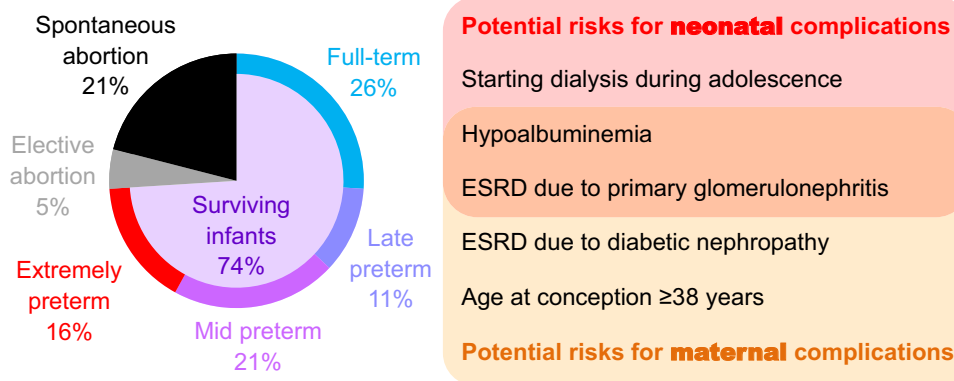 Spontaneous
abortion
21%
Full-term
26%
Elective
abortion
5%
Surviving
infants
74%
Late
preterm
11%
Extremely
preterm
16%
Mid preterm
21%
Potential risks for neonatal complications
Starting dialysis during adolescence
Hypoalbuminemia
ESRD due to primary glomerulonephritis
ESRD due to diabetic nephropathy
Age at conception ≥38 years
Potential risks for maternal complications